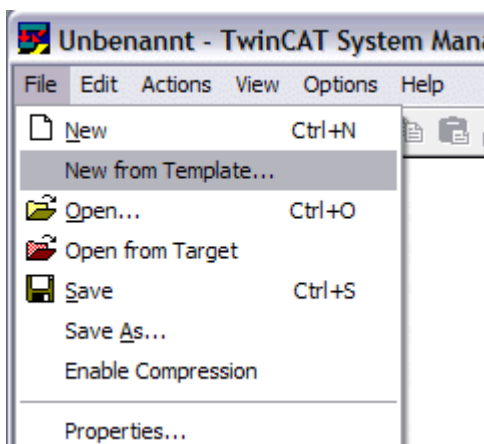 Unbenannt - TwinCAT System Man
File Edit Actions View Options Help
New Ctrl+N
New from Template...
Open... Ctrl+O
Open from Target
Save Ctrl+S
Save As...
Enable Compression
Properties...